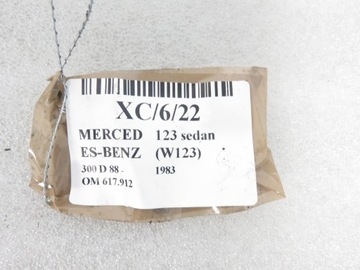 XC/6/22
MERCED 123 sedan
ES-BENZ (W123)
300 D 88 - 1983
OM 617.912